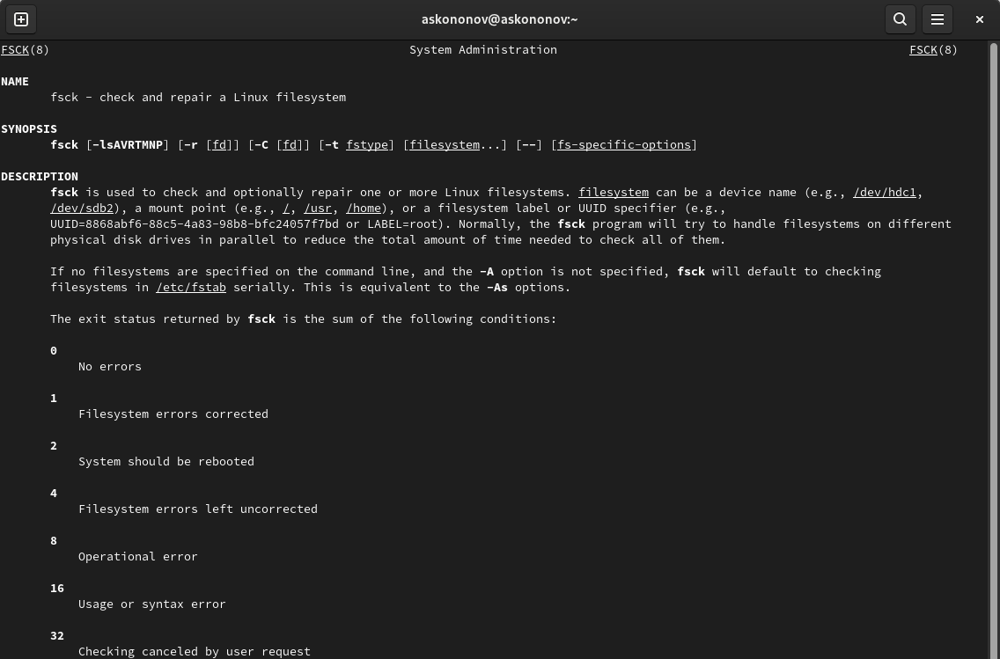 askononov@askononov:~
FSCK(8) System Administration FSCK(8)
NAME
fsck - check and repair a Linux filesystem
SYNOPSIS
fsck [-lsAVRTMNP] [-r [fd]] [-C [fd]] [-t fstype] [filesystem...] [--] [fs-specific-options]
DESCRIPTION
fsck is used to check and optionally repair one or more Linux filesystems. filesystem can be a device name (e.g., /dev/hdc1,
/dev/sdb2), a mount point (e.g., /, /usr, /home), or a filesystem label or UUID specifier (e.g.,
UUID=8868abf6-88c5-4a83-98b8-bfc24057f7bd or LABEL=root). Normally, the fsck program will try to handle filesystems on different
physical disk drives in parallel to reduce the total amount of time needed to check all of them.
If no filesystems are specified on the command line, and the -A option is not specified, fsck will default to checking
filesystems in /etc/fstab serially. This is equivalent to the -As options.
The exit status returned by fsck is the sum of the following conditions:
0
No errors
1
Filesystem errors corrected
2
System should be rebooted
4
Filesystem errors left uncorrected
8
Operational error
16
Usage or syntax error
32
Checking canceled by user request